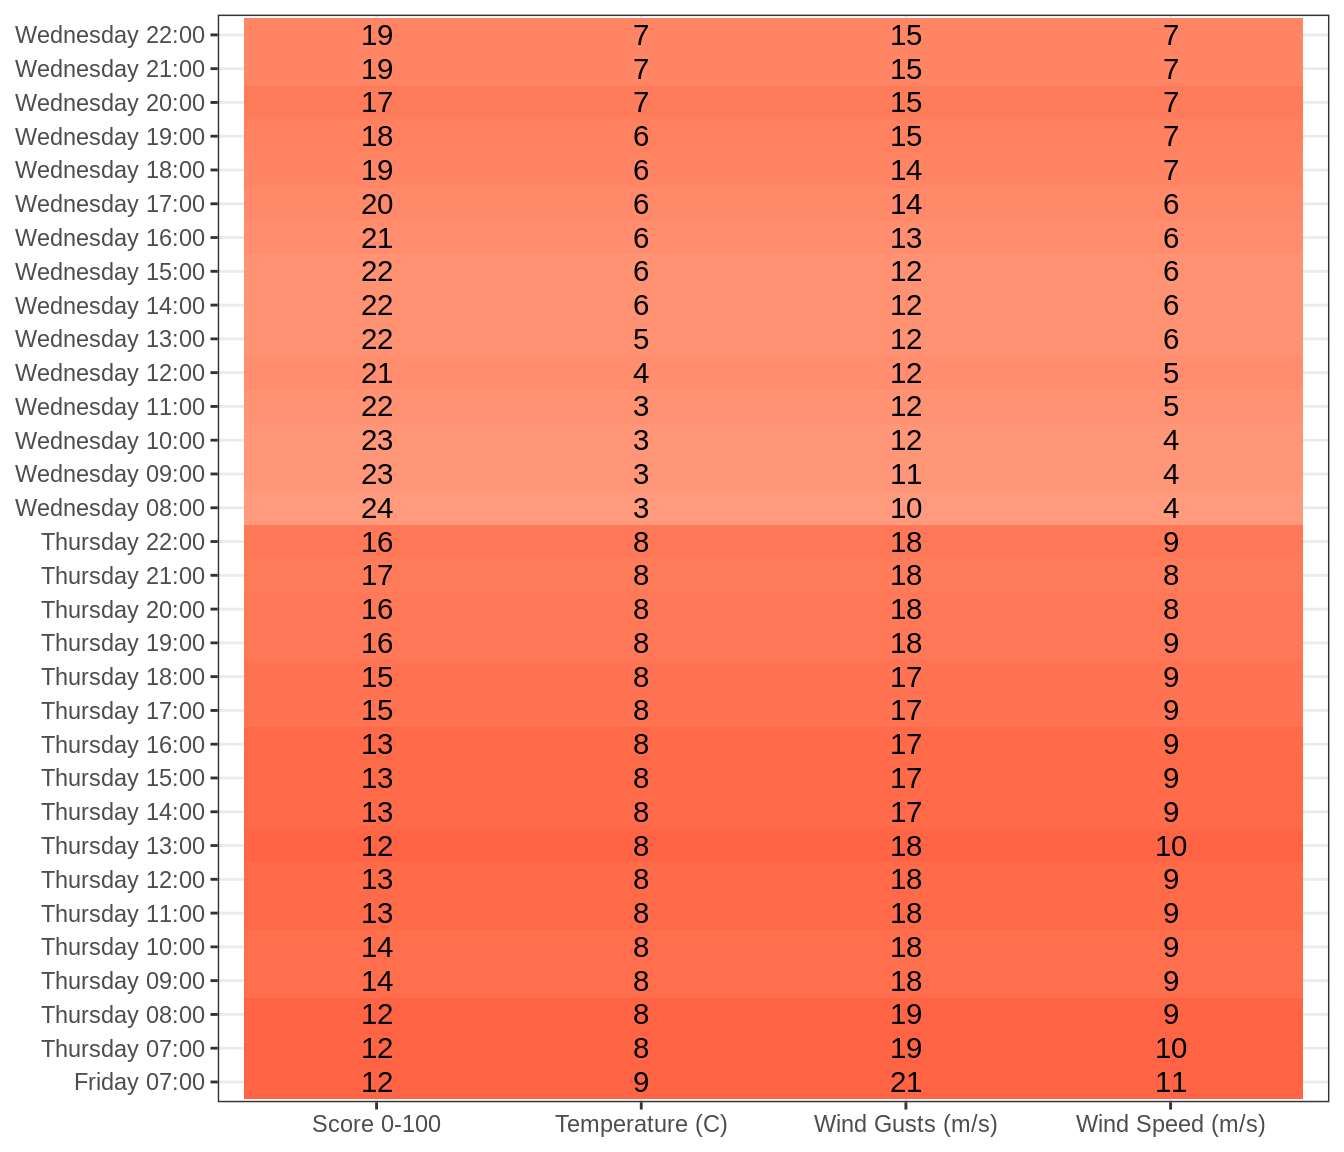 Wednesday 22:00 19 7 15 7
Wednesday 21:00 19 7 15 7
Wednesday 20:00 17 7 15 7
Wednesday 19:00 18 6 15 7
Wednesday 18:00 19 6 14 7
Wednesday 17:00 20 6 14 6
Wednesday 16:00 21 6 13 6
Wednesday 15:00 22 6 12 6
Wednesday 14:00 22 6 12 6
Wednesday 13:00 22 5 12 6
Wednesday 12:00 21 4 12 5
Wednesday 11:00 22 3 12 5
Wednesday 10:00 23 3 12 4
Wednesday 09:00 23 3 11 4
Wednesday 08:00 24 3 10 4
Thursday 22:00 16 8 18 9
Thursday 21:00 17 8 18 8
Thursday 20:00 16 8 18 8
Thursday 19:00 16 8 18 9
Thursday 18:00 15 8 17 9
Thursday 17:00 15 8 17 9
Thursday 16:00 13 8 17 9
Thursday 15:00 13 8 17 9
Thursday 14:00 13 8 17 9
Thursday 13:00 12 8 18 10
Thursday 12:00 13 8 18 9
Thursday 11:00 13 8 18 9
Thursday 10:00 14 8 18 9
Thursday 09:00 14 8 18 9
Thursday 08:00 12 8 19 9
Thursday 07:00 12 8 19 10
Friday 07:00 12 9 21 11
Score 0-100 Temperature (C) Wind Gusts (m/s) Wind Speed (m/s)